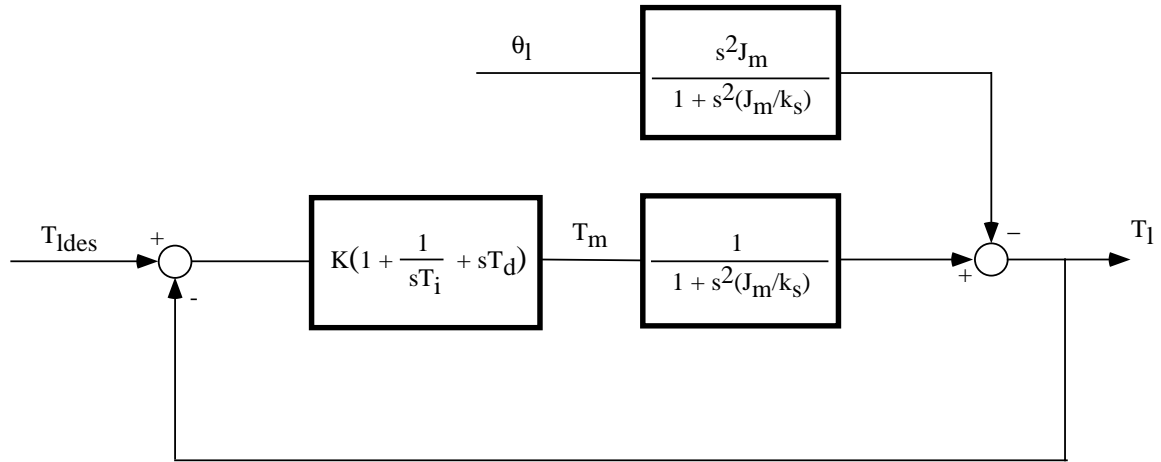 θl
s2Jm
1 + s2(Jm/ks)
–
Tldes
+
-
K(1 + 1/sTi + sTd)
Tm
1
1 + s2(Jm/ks)
+
Tl